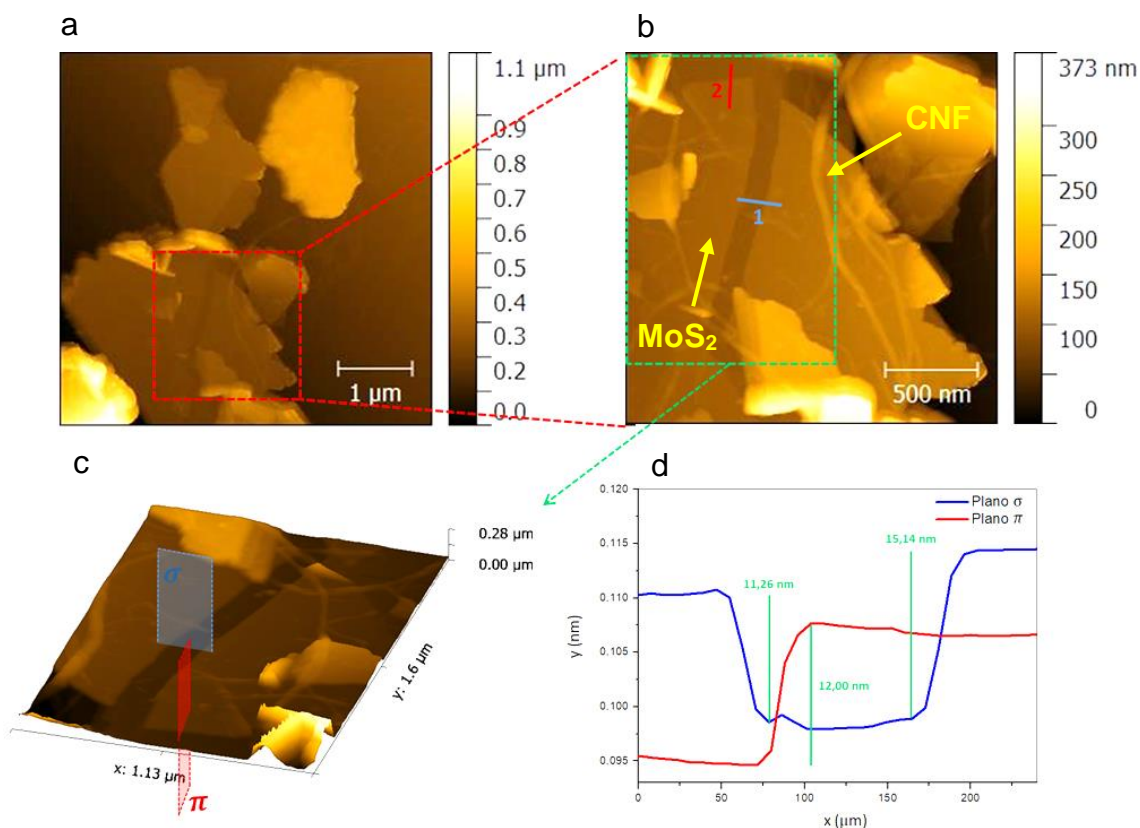 a
b
1.1 µm
0.9
0.8
0.7
0.6
0.5
0.4
0.3
0.2
0.0
1 µm
2
CNF
1
MoS₂
500 nm
373 nm
300
250
200
150
100
0
c
d
σ
π
0.28 µm
0.00 µm
x: 1.13 µm
y: 1.6 µm
Plano σ
Plano π
11,26 nm
15,14 nm
12,00 nm
0.120
0.115
0.110
0.105
0.100
0.095
y (nm)
0
50
100
150
200
x (µm)